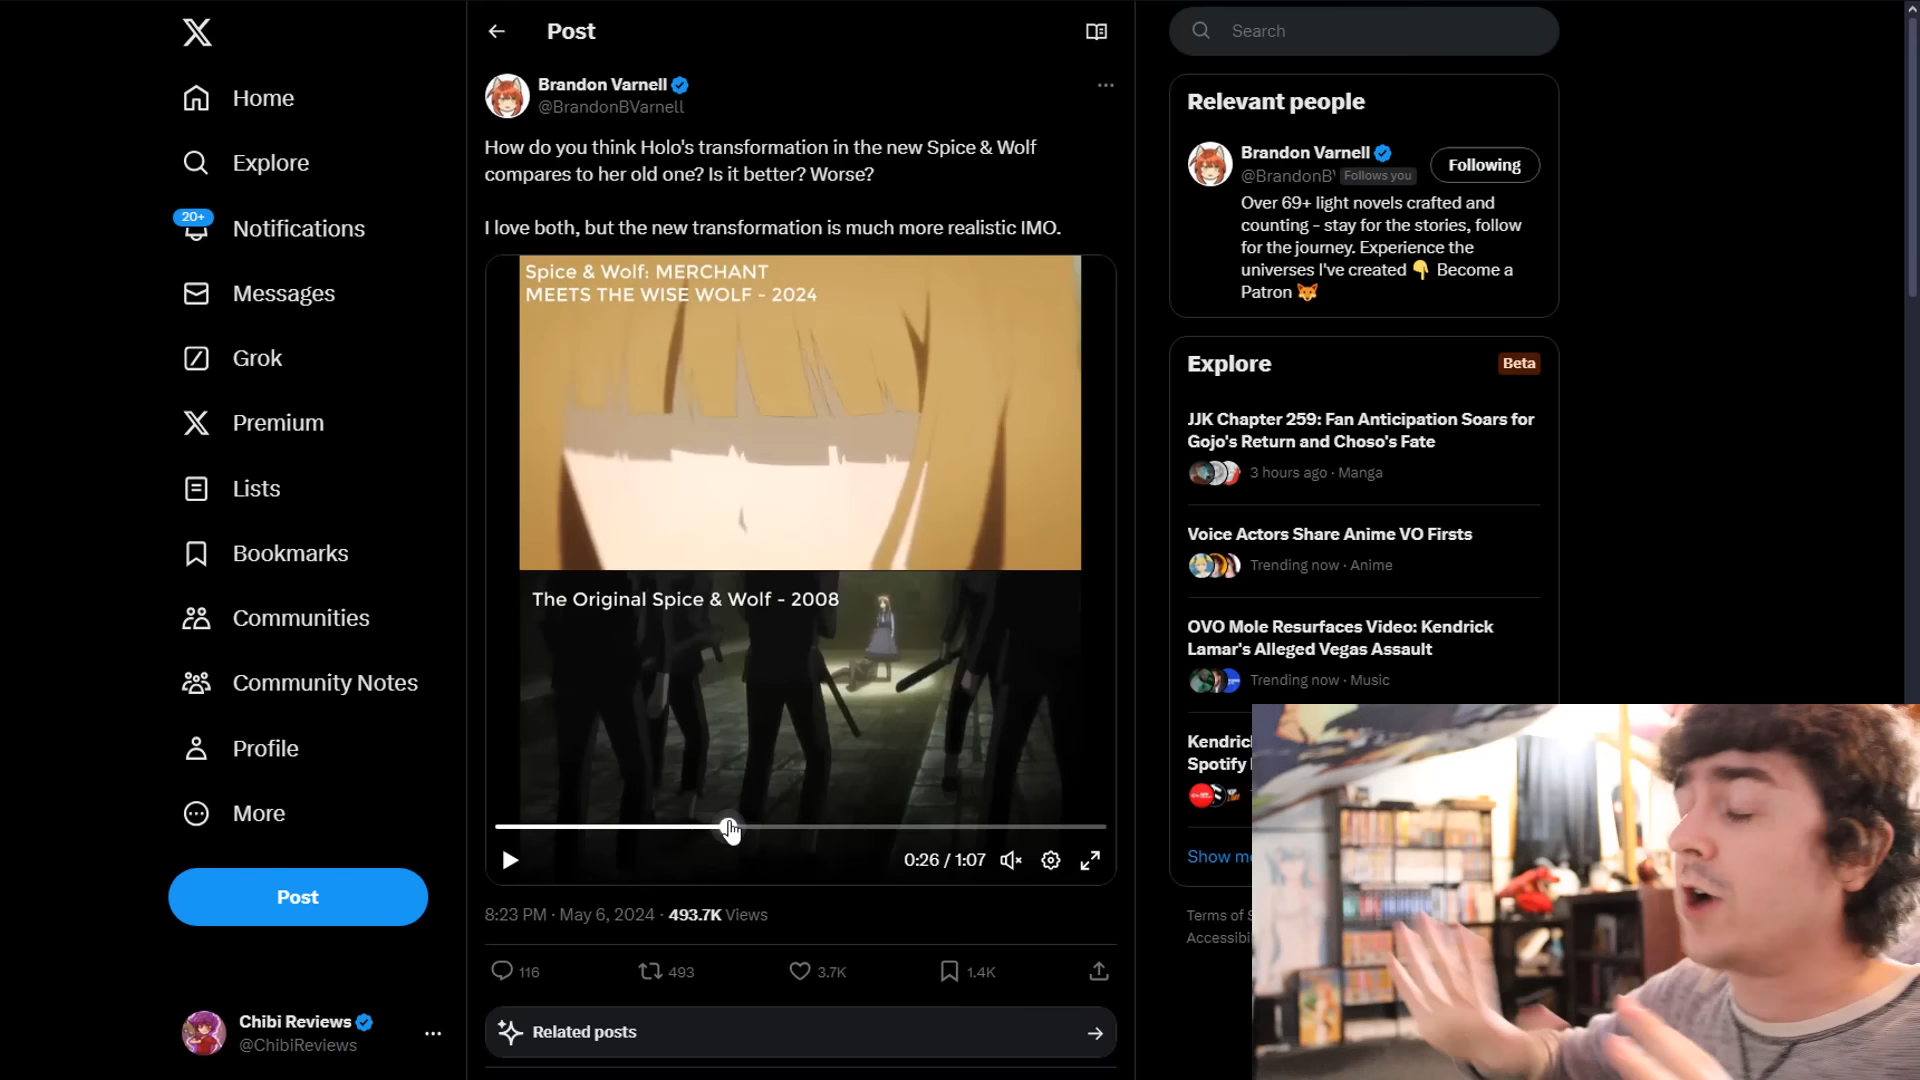 Home
Explore
20+
Notifications
Messages
Grok
Premium
Lists
Bookmarks
Communities
Community Notes
Profile
More
Post
Chibi Reviews
@ChibiReviews
Post
Brandon Varnell
@BrandonBVarnell
How do you think Holo's transformation in the new Spice & Wolf
compares to her old one? Is it better? Worse?
I love both, but the new transformation is much more realistic IMO.
Spice & Wolf: MERCHANT
MEETS THE WISE WOLF - 2024
The Original Spice & Wolf - 2008
0:26 / 1:07
8:23 PM · May 6, 2024 · 493.7K Views
116
493
3.7K
1.4K
Related posts
Search
Relevant people
Brandon Varnell
@BrandonB
Follows you
Following
Over 69+ light novels crafted and
counting - stay for the stories, follow
for the journey. Experience the
universes I've created 👇 Become a
Patron 🦊
Explore
Beta
JJK Chapter 259: Fan Anticipation Soars for
Gojo's Return and Choso's Fate
3 hours ago · Manga
Voice Actors Share Anime VO Firsts
Trending now · Anime
OVO Mole Resurfaces Video: Kendrick
Lamar's Alleged Vegas Assault
Trending now · Music
Kendric
Spotify
Show mo
Terms of S
Accessibi